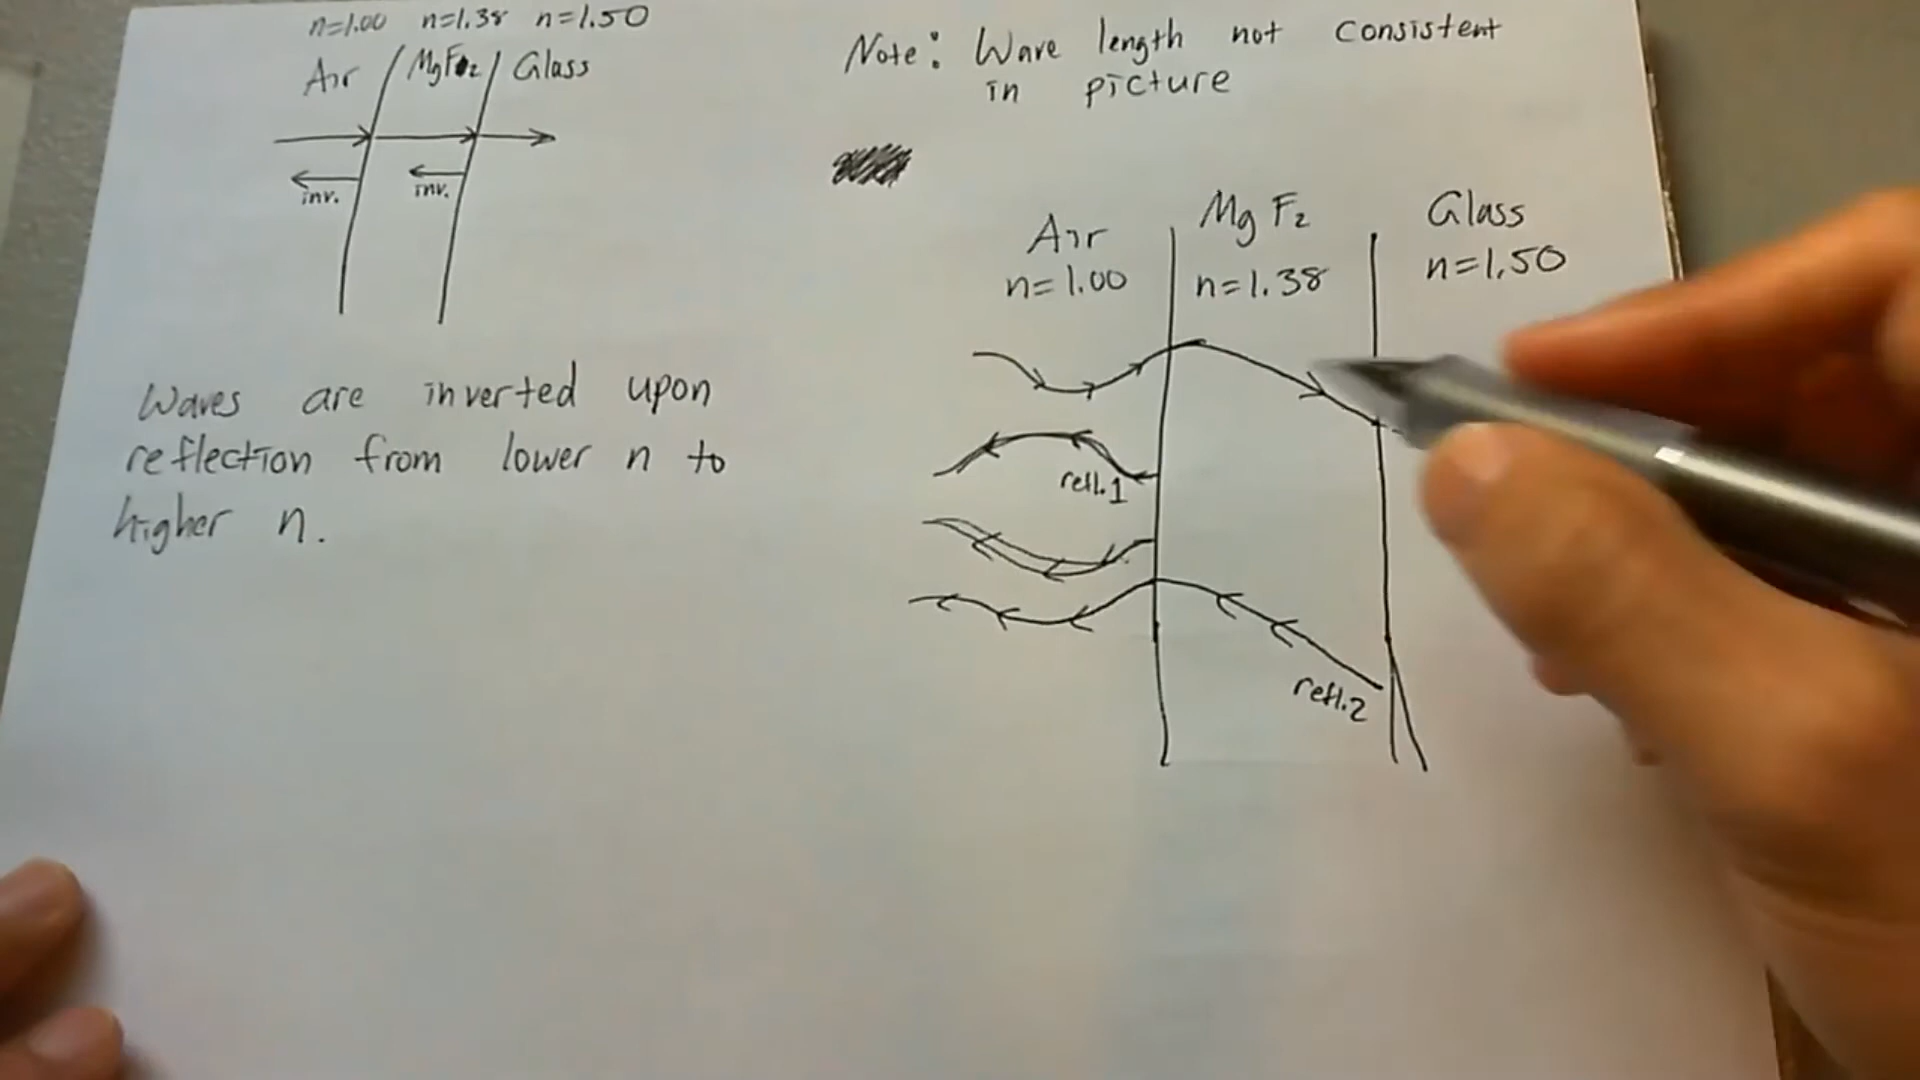 n=1.00 n=1.38 n=1.50
Air MgF2 Glass
inv. inv.
Waves are inverted upon
reflection from lower n to
higher n.
Note: Wave length not consistent
in picture
Air MgF2 Glass
n=1.00 n=1.38 n=1.50
refl.1
refl.2